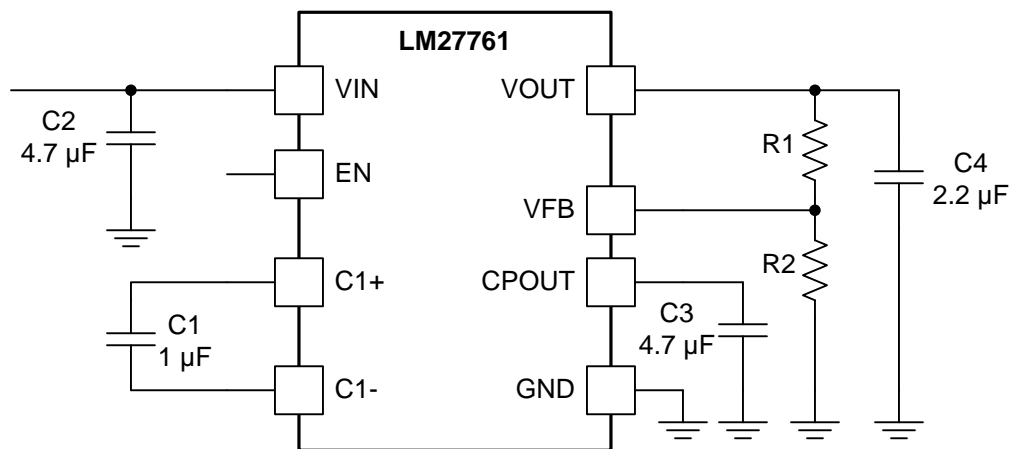 LM27761
VIN
VOUT
C2
4.7 µF
R1
EN
C4
2.2 µF
VFB
R2
C1+
CPOUT
C3
4.7 µF
C1
1 µF
C1-
GND